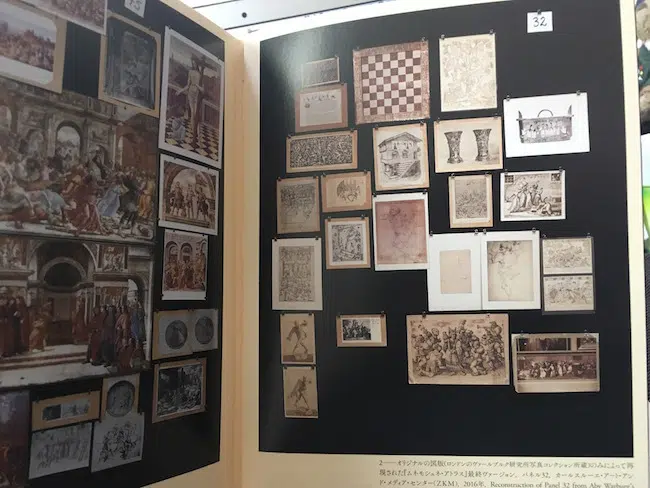 32
2——オリジナルの図板(ロンドンのヴァールブルク研究所写真コレクション所蔵)のみによって再
現された『ムネモシュネ・アトラス』最終ヴァージョン、パネル32、カールスルーエ・アート・アン
ド・メディア・センター(ZKM)、2016年。Reconstruction of Panel 32 from Aby Warburg's